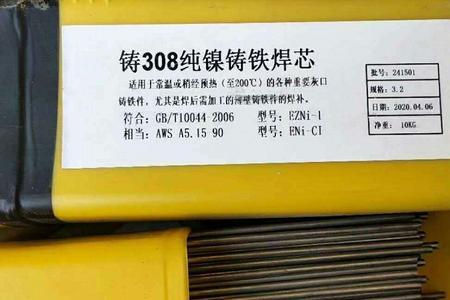 铸308纯镍铸铁焊芯
适用于常温或稍经预热(至200℃)的各种重要灰口
铸铁件，尤其是焊后需加工的薄壁铸铁件的焊补。
符合：GB/T10044-2006 型号：EZNi-1
相当：AWS A5.15 90 型号：ENi-CI
批号：241501
规格：3.2
日期：2020.04.06
净重：10KG